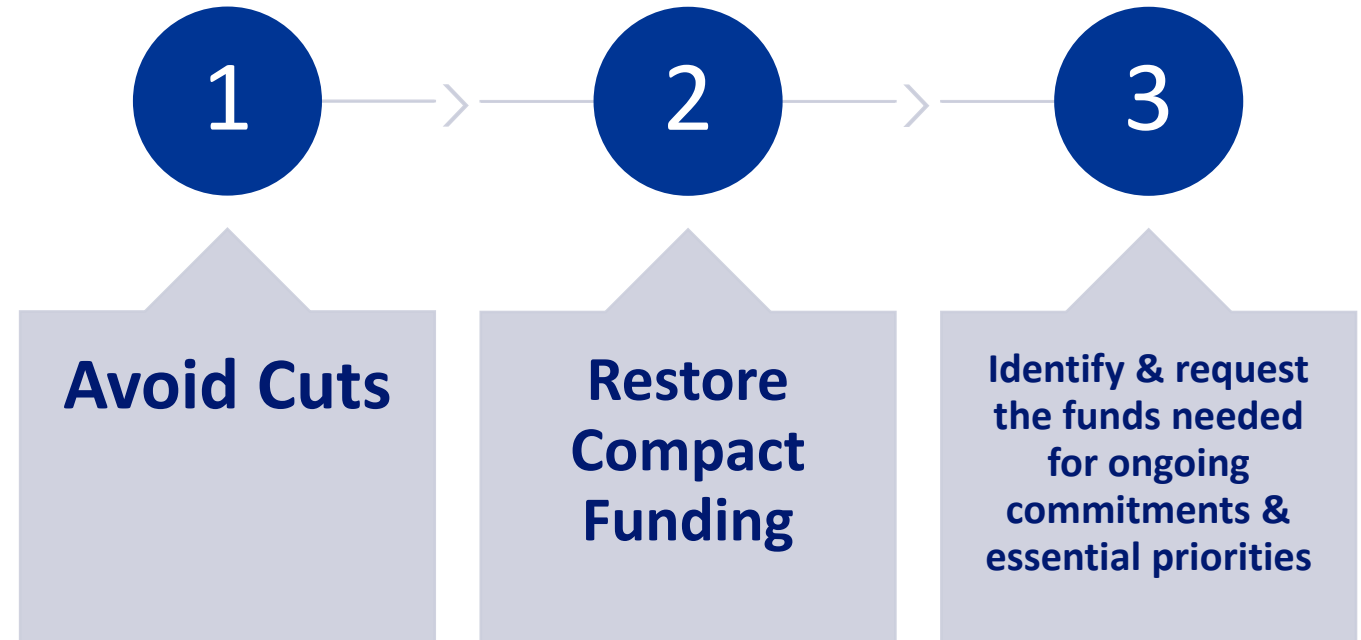 1
2
3
Avoid Cuts
Restore
Compact
Funding
Identify & request
the funds needed
for ongoing
commitments &
essential priorities